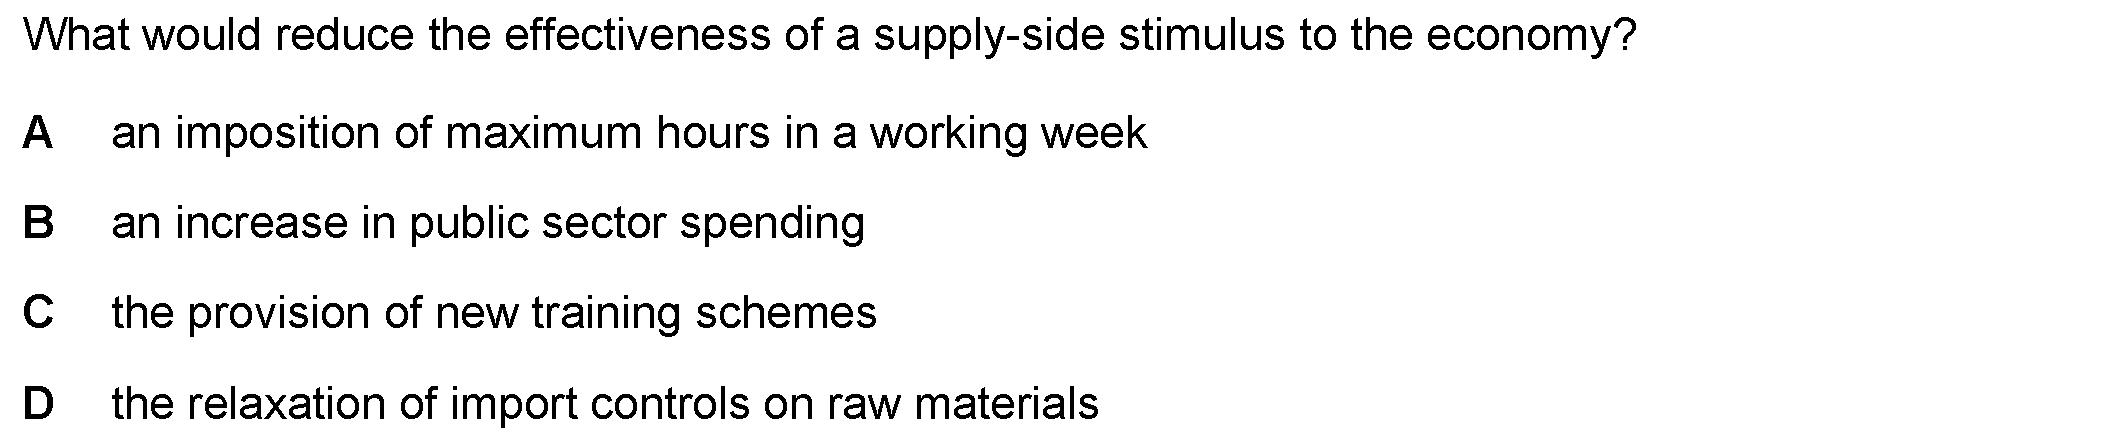 What would reduce the effectiveness of a supply-side stimulus to the economy?
A an imposition of maximum hours in a working week
B an increase in public sector spending
C the provision of new training schemes
D the relaxation of import controls on raw materials